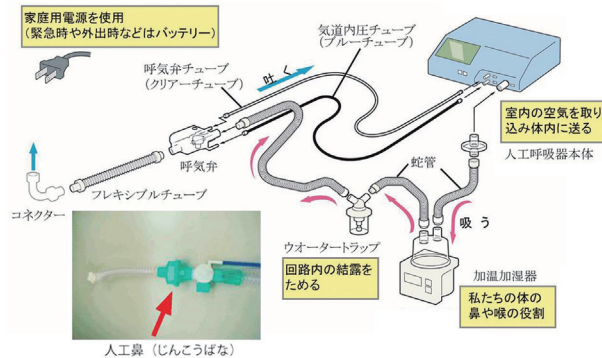 家庭用電源を使用
(緊急時や外出時などはバッテリー)
気道内圧チューブ
(ブルーチューブ)
呼気弁チューブ
(クリアーチューブ)
吐く
室内の空気を取り
込み体内に送る
人工呼吸器本体
呼気弁
フレキシブルチューブ
コネクター
蛇管
吸う
ウオータートラップ
回路内の結露を
ためる
加温加湿器
私たちの体の
鼻や喉の役割
人工鼻(じんこうばな)